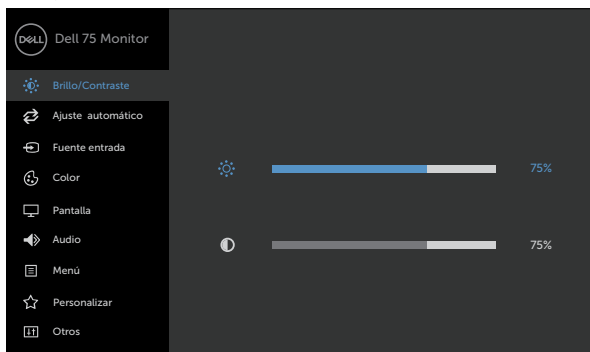 DELL
Dell 75 Monitor
Brillo/Contraste
Ajuste automático
Fuente entrada
Color
Pantalla
Audio
Menú
Personalizar
Otros
75%
75%